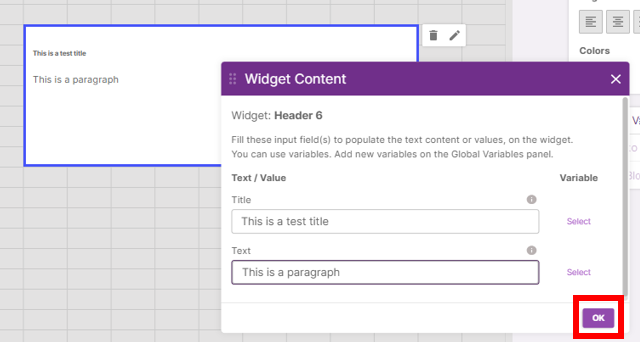 This is a test title
This is a paragraph
Widget Content
Widget: Header 6
Fill these input field(s) to populate the text content or values, on the widget.
You can use variables. Add new variables on the Global Variables panel.
Text / Value Variable
Title
This is a test title Select
Text
This is a paragraph Select
OK
Colors